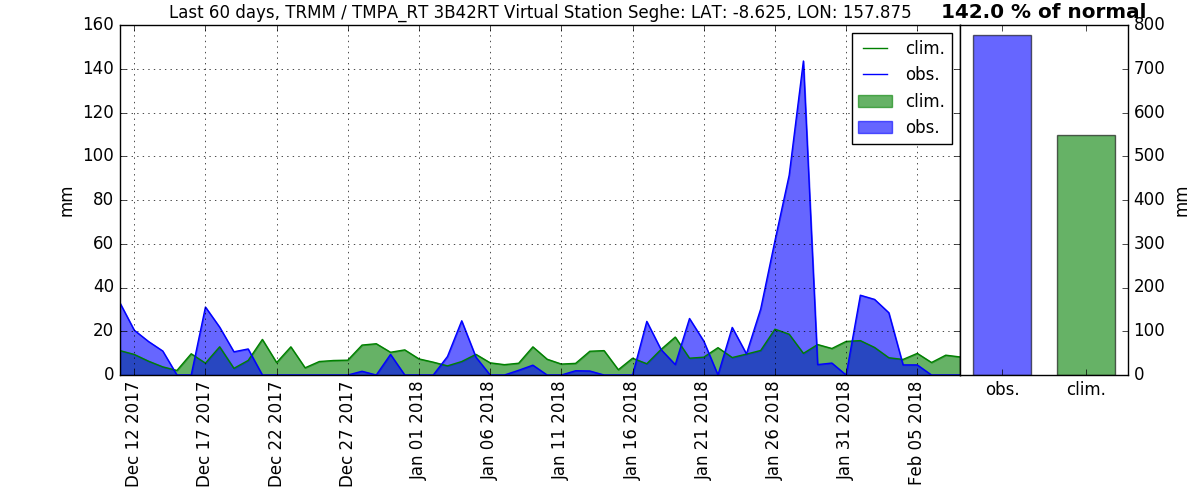 Last 60 days, TRMM / TMPA_RT 3B42RT Virtual Station Seghe: LAT: -8.625, LON: 157.875
142.0 % of normal
160
140
120
100
80
60
40
20
0
mm
clim.
obs.
clim.
obs.
800
700
600
500
400
300
200
100
0
mm
Dec 12 2017
Dec 17 2017
Dec 22 2017
Dec 27 2017
Jan 01 2018
Jan 06 2018
Jan 11 2018
Jan 16 2018
Jan 21 2018
Jan 26 2018
Jan 31 2018
Feb 05 2018
obs.
clim.